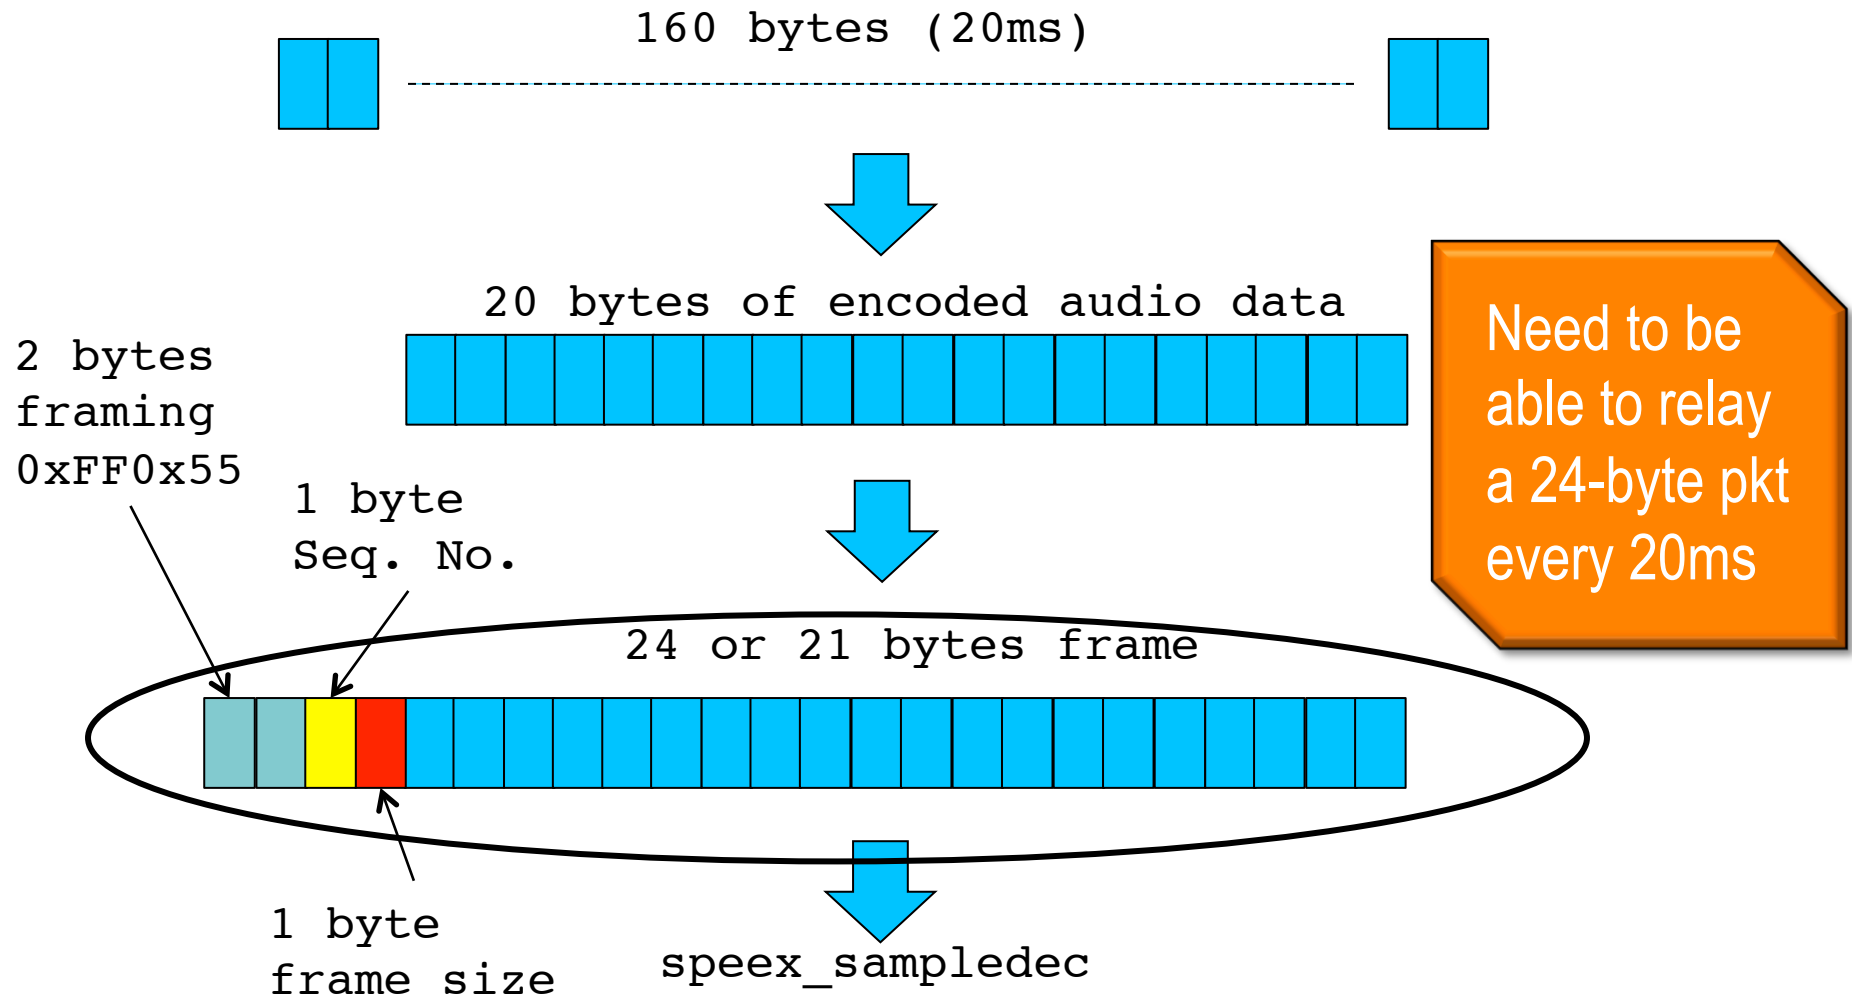 160 bytes (20ms)
20 bytes of encoded audio data
2 bytes
framing
0xFF0x55
1 byte
Seq. No.
Need to be
able to relay
a 24-byte pkt
every 20ms
24 or 21 bytes frame
1 byte
frame size
speex_sampledec